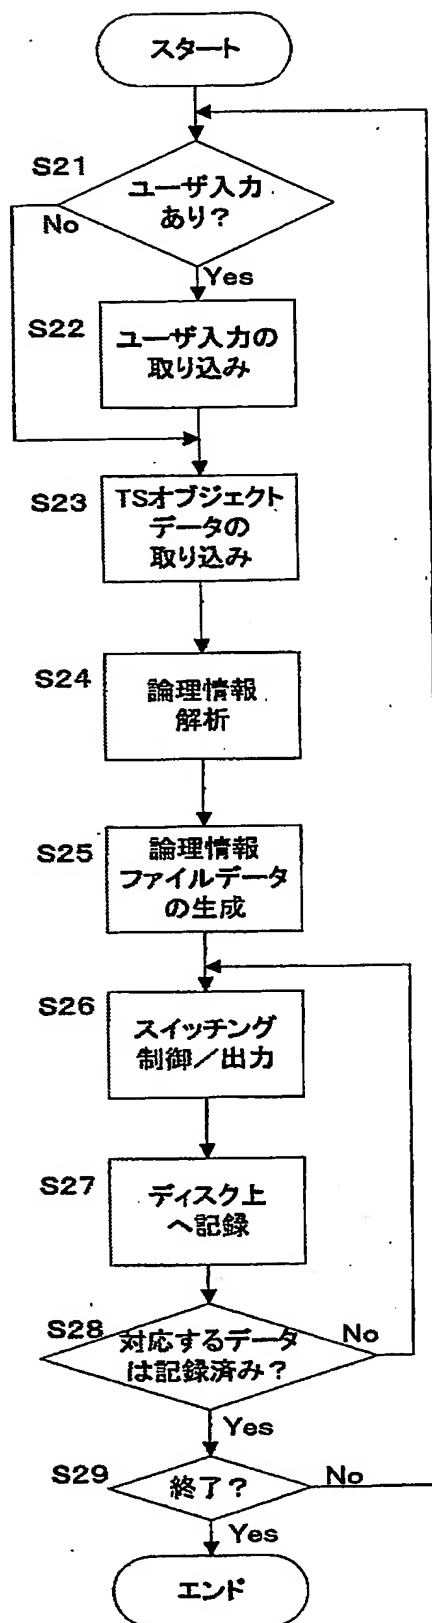 スタート
S21
ユーザ入力
あり?
No
Yes
S22
ユーザ入力の
取り込み
S23
TSオブジェクト
データの
取り込み
S24
論理情報
解析
S25
論理情報
ファイルデータ
の生成
S26
スイッチング
制御/出力
S27
ディスク上
へ記録
S28
対応するデータ
は記録済み?
No
Yes
S29
終了?
No
Yes
エンド